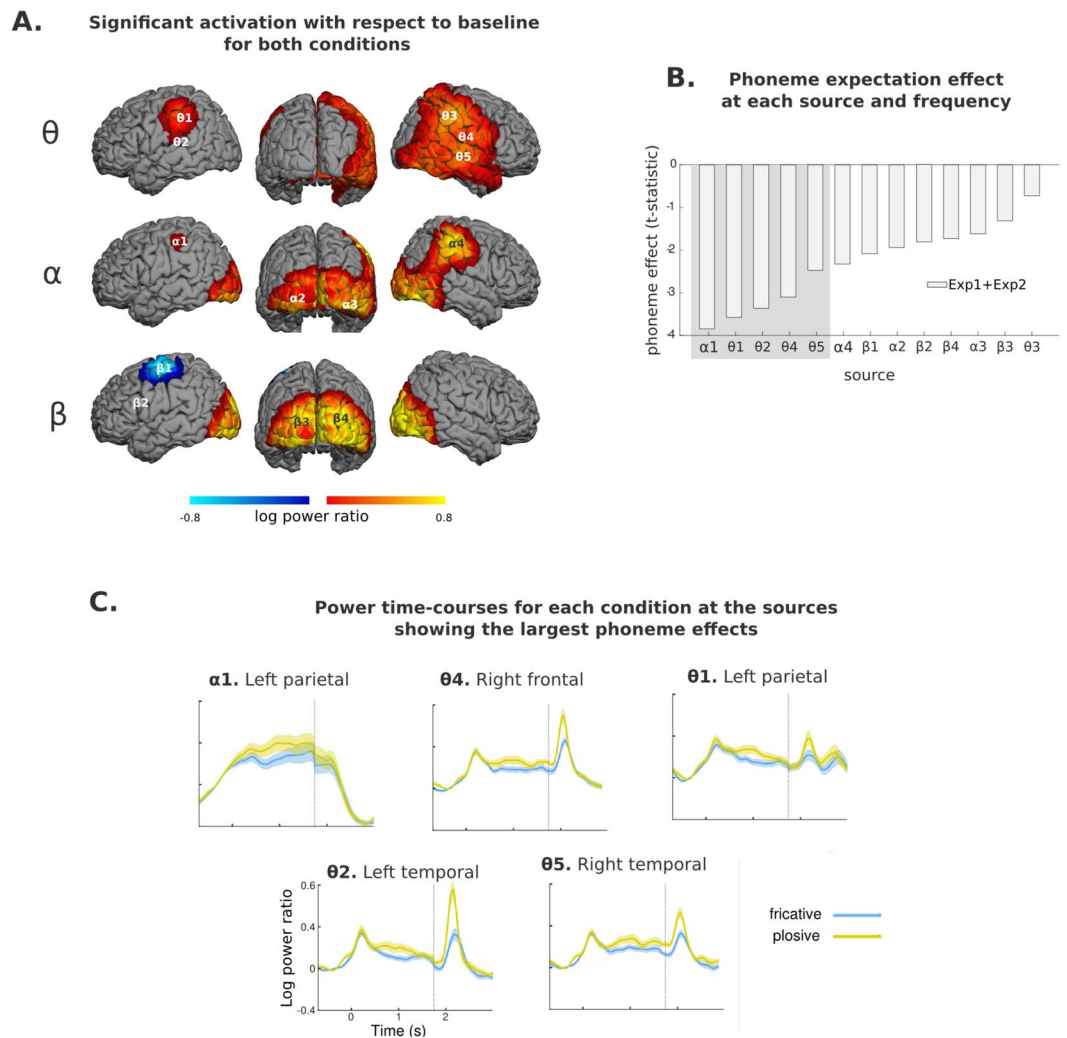 A.
Significant activation with respect to baseline
for both conditions
θ
θ1
θ2
θ3
θ4
θ5
α
α1
α2
α3
α4
β
β1
β2
β3
β4
-0.8
log power ratio
0.8
B.
Phoneme expectation effect
at each source and frequency
phoneme effect (t-statistic)
0
-1
-2
-3
-4
Exp1+Exp2
α1 θ1 θ2 θ4 θ5 α4 β1 α2 β2 β4 α3 β3 θ3
source
C.
Power time-courses for each condition at the sources
showing the largest phoneme effects
α1. Left parietal
θ4. Right frontal
θ1. Left parietal
θ2. Left temporal
θ5. Right temporal
Log power ratio
0.6
0.4
0
-0.4
0 1 2
Time (s)
fricative
plosive